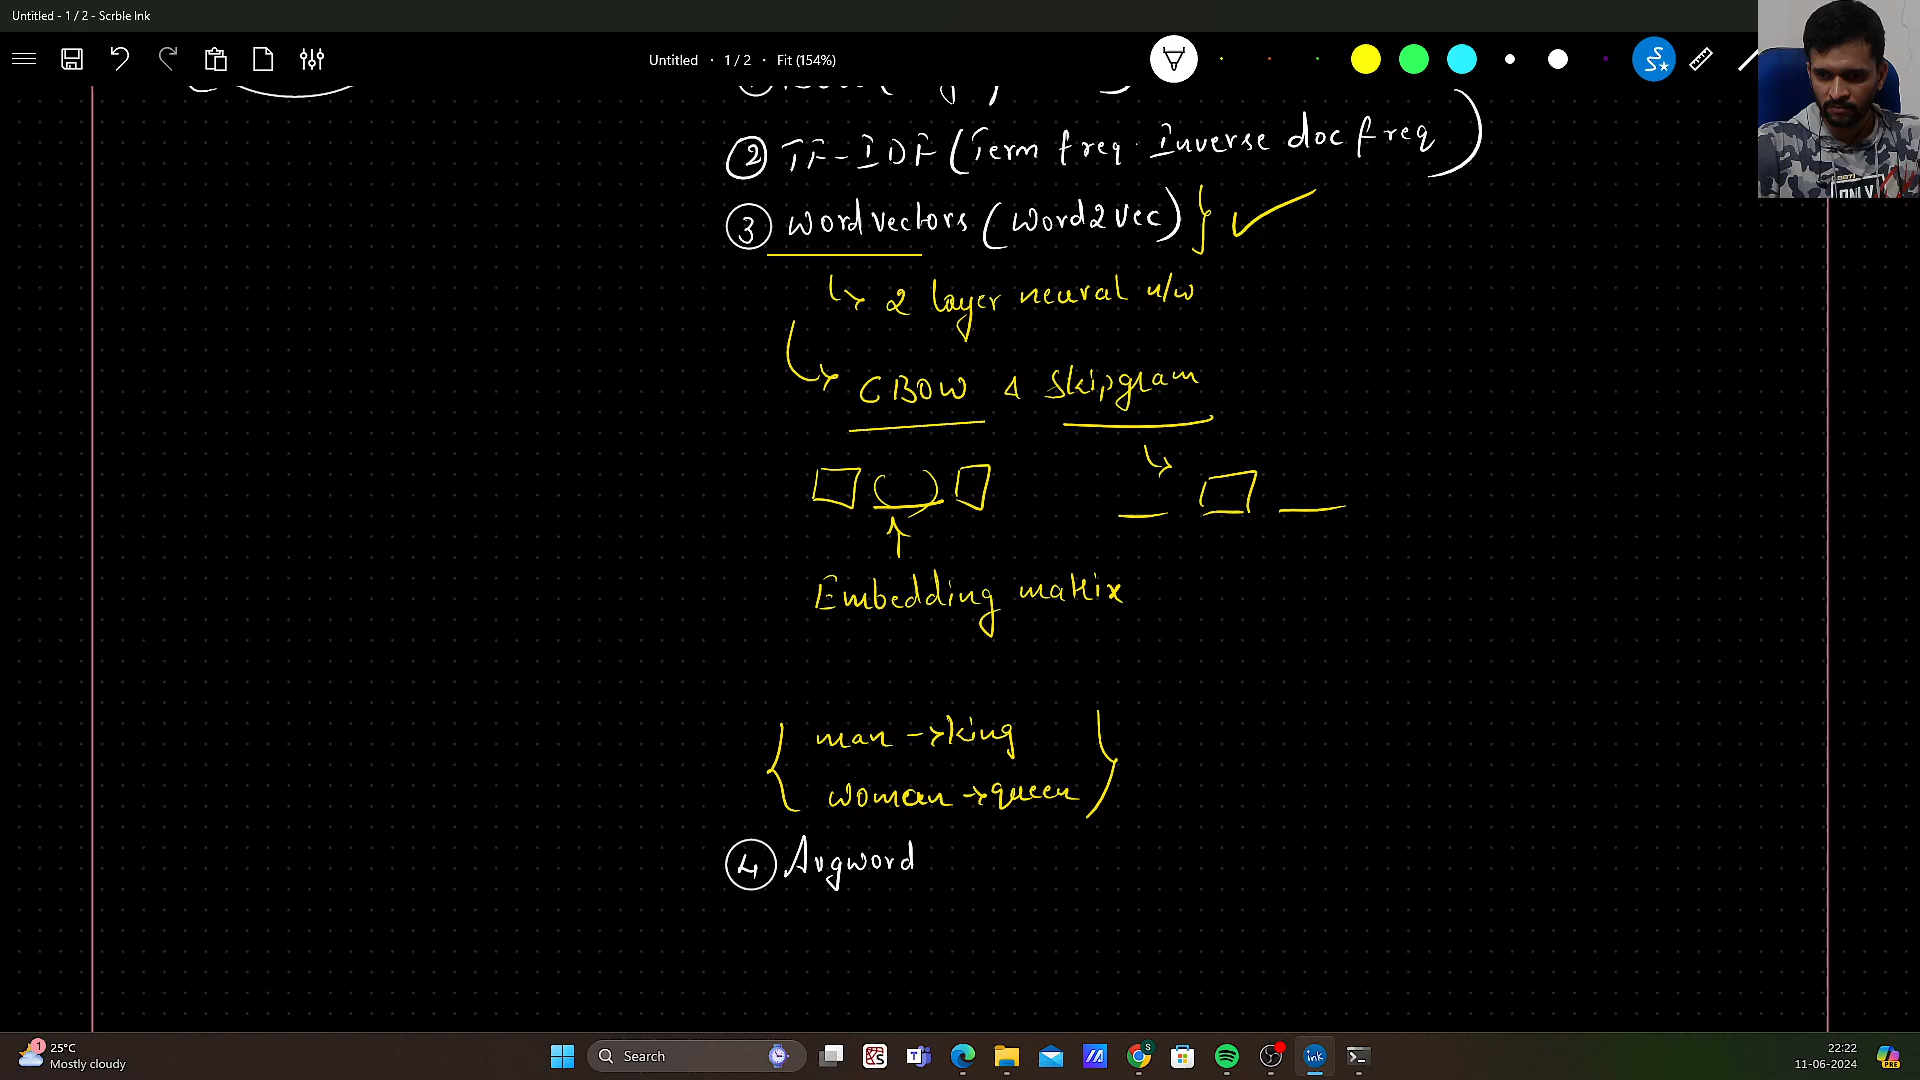 Untitled - 1 / 2 - Scrble Ink
Untitled · 1 / 2 · Fit (154%)
② TF-IDF (Term freq. Inverse doc freq)
③ Word vectors (Word2Vec)
2 layer neural n/w
CBOW & Skipgram
Embedding matrix
man → king
woman → queen
④ Avgword
25°C
Mostly cloudy
Search
22:22
11-06-2024